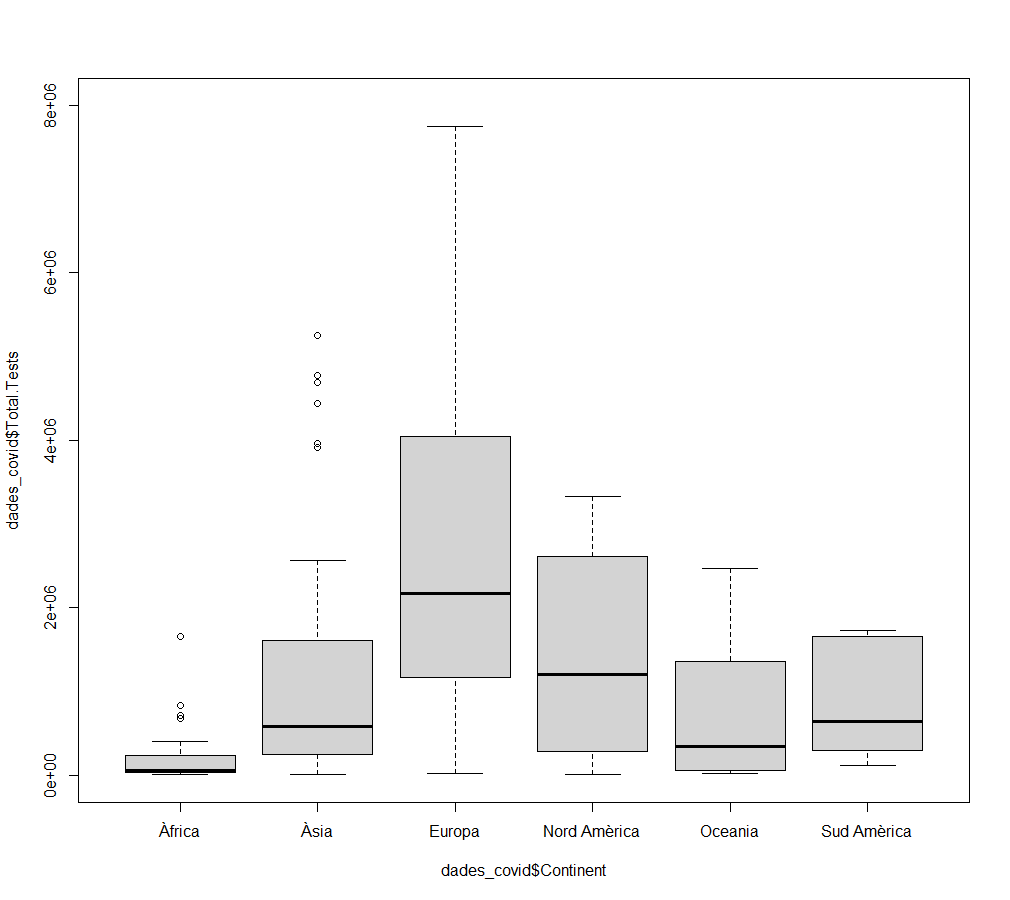 dades_covid$Total.Tests
8e+06
6e+06
4e+06
2e+06
0e+00
Àfrica Àsia Europa Nord Amèrica Oceania Sud Amèrica
dades_covid$Continent